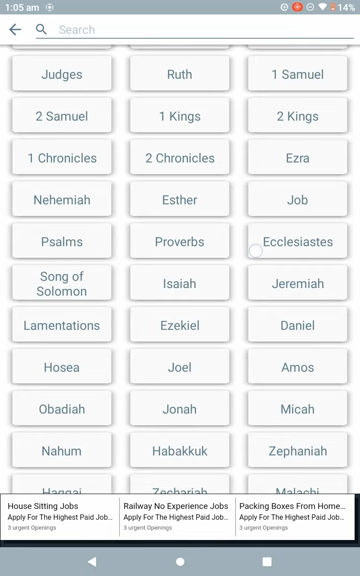 1:05 am
14%
Search
Judges
Ruth
1 Samuel
2 Samuel
1 Kings
2 Kings
1 Chronicles
2 Chronicles
Ezra
Nehemiah
Esther
Job
Psalms
Proverbs
Ecclesiastes
Song of
Solomon
Isaiah
Jeremiah
Lamentations
Ezekiel
Daniel
Hosea
Joel
Amos
Obadiah
Jonah
Micah
Nahum
Habakkuk
Zephaniah
Haggai
Zechariah
Malachi
House Sitting Jobs
Apply For The Highest Paid Job...
3 urgent Openings
Railway No Experience Jobs
Apply For The Highest Paid Job...
3 urgent Openings
Packing Boxes From Home...
Apply For The Highest Paid Job...
3 urgent Openings